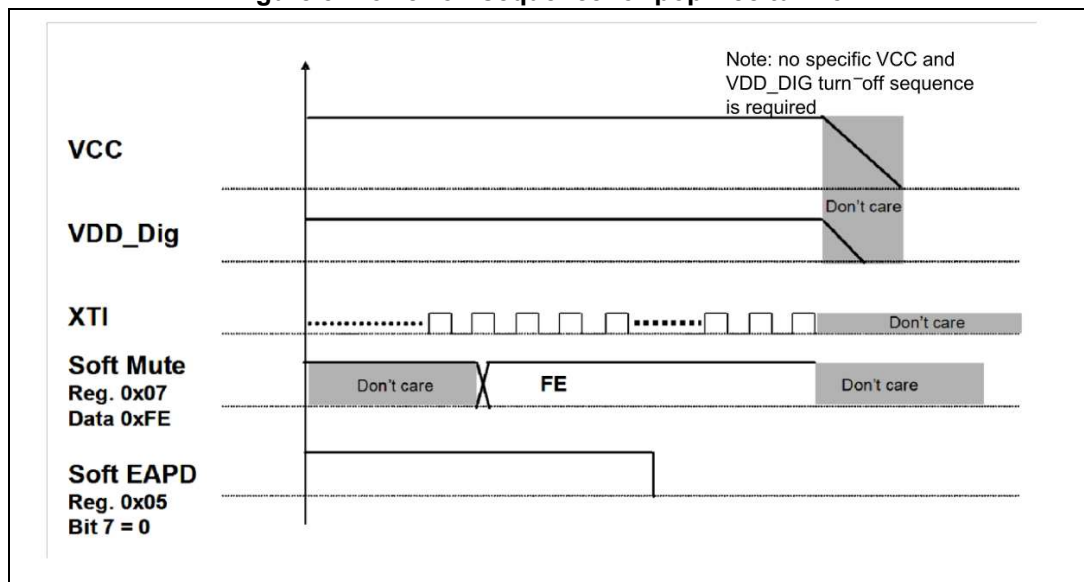 Note: no specific VCC and
VDD_DIG turn-off sequence
is required
VCC
Don't care
VDD_Dig
XTI
Don't care
Soft Mute
Reg. 0x07
Data 0xFE
Don't care
FE
Don't care
Soft EAPD
Reg. 0x05
Bit 7 = 0